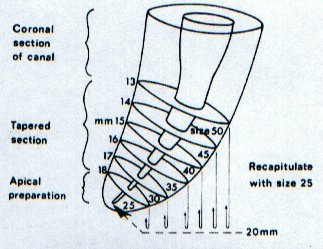 Coronal
section
of canal
13
14
mm 15
size 50
16
45
Tapered
section
17
40
Recapitulate
with size 25
18
35
Apical
preparation
30
25
20mm